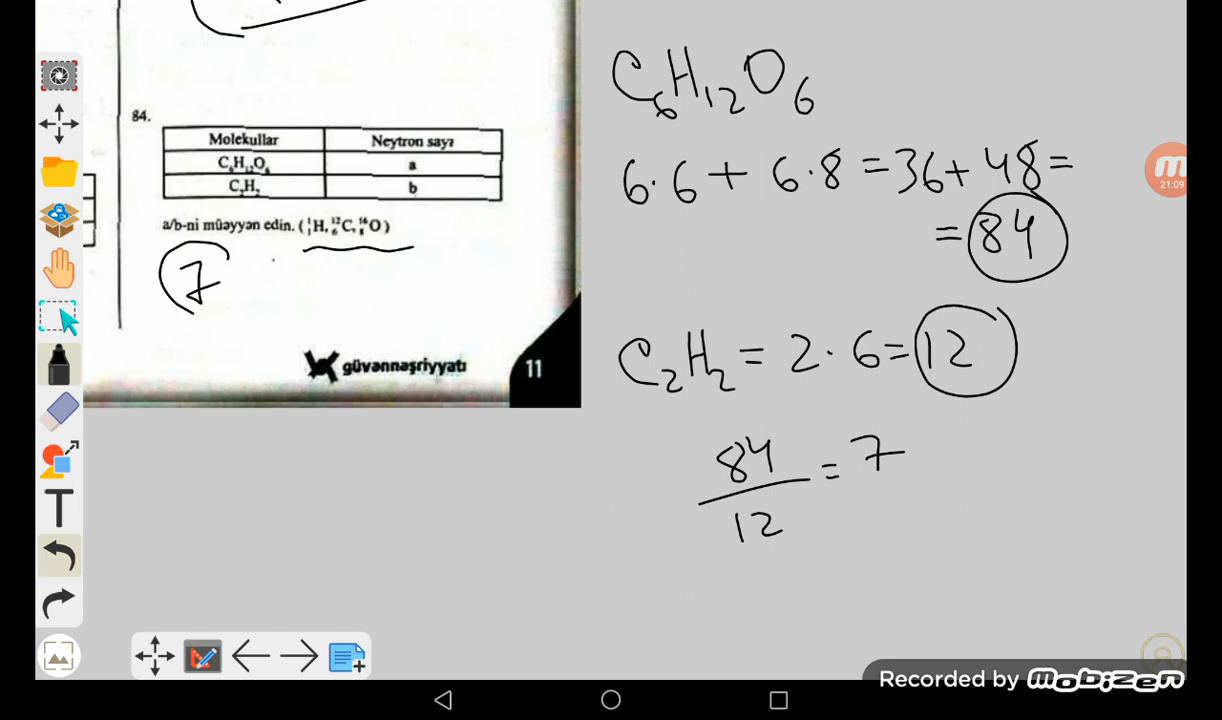 84.
Molekullar Neytron sayı
C₆H₁₂O₆ a
C₂H₂ b
a/b-ni müəyyən edin. (¹₁H, ¹²₆C, ¹⁶₈O)
7
güvənnəşriyyatı 11
C₆H₁₂O₆
6·6 + 6·8 = 36 + 48 =
= 84
C₂H₂ = 2·6 = 12
84
12
= 7
21:09
T
Recorded by mobizen